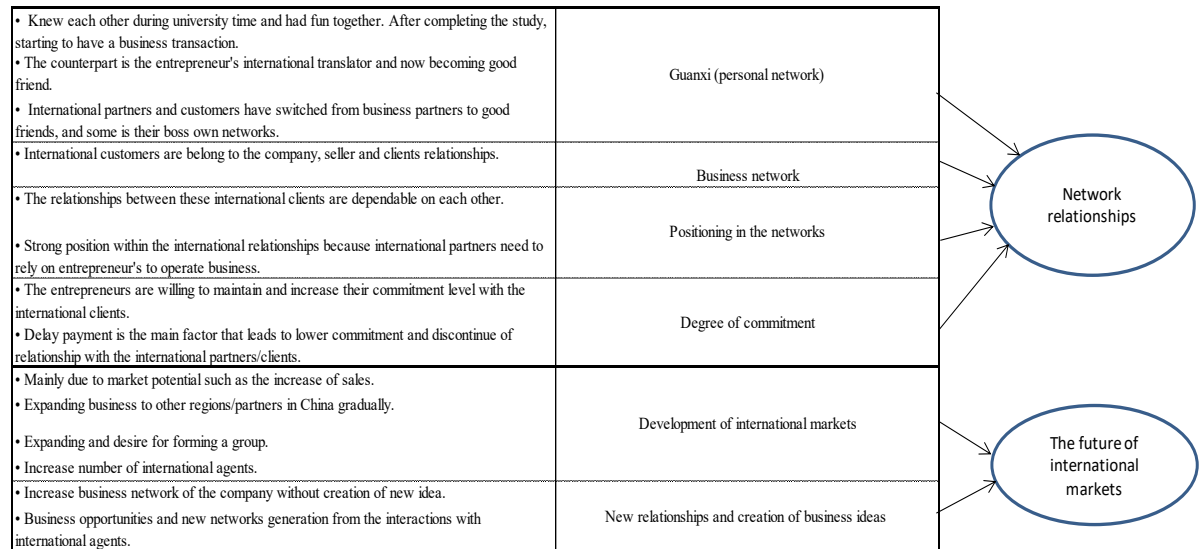 • Knew each other during university time and had fun together. After completing the study,
starting to have a business transaction.
• The counterpart is the entrepreneur's international translator and now becoming good
friend.
• International partners and customers have switched from business partners to good
friends, and some is their boss own networks.
Guanxi (personal network)
• International customers are belong to the company, seller and clients relationships.
Business network
• The relationships between these international clients are dependable on each other.
• Strong position within the international relationships because international partners need to
rely on entrepreneur's to operate business.
Positioning in the networks
• The entrepreneurs are willing to maintain and increase their commitment level with the
international clients.
• Delay payment is the main factor that leads to lower commitment and discontinue of
relationship with the international partners/clients.
Degree of commitment
Network
relationships
• Mainly due to market potential such as the increase of sales.
• Expanding business to other regions/partners in China gradually.
• Expanding and desire for forming a group.
• Increase number of international agents.
Development of international markets
• Increase business network of the company without creation of new idea.
• Business opportunities and new networks generation from the interactions with
international agents.
New relationships and creation of business ideas
The future of
international
markets